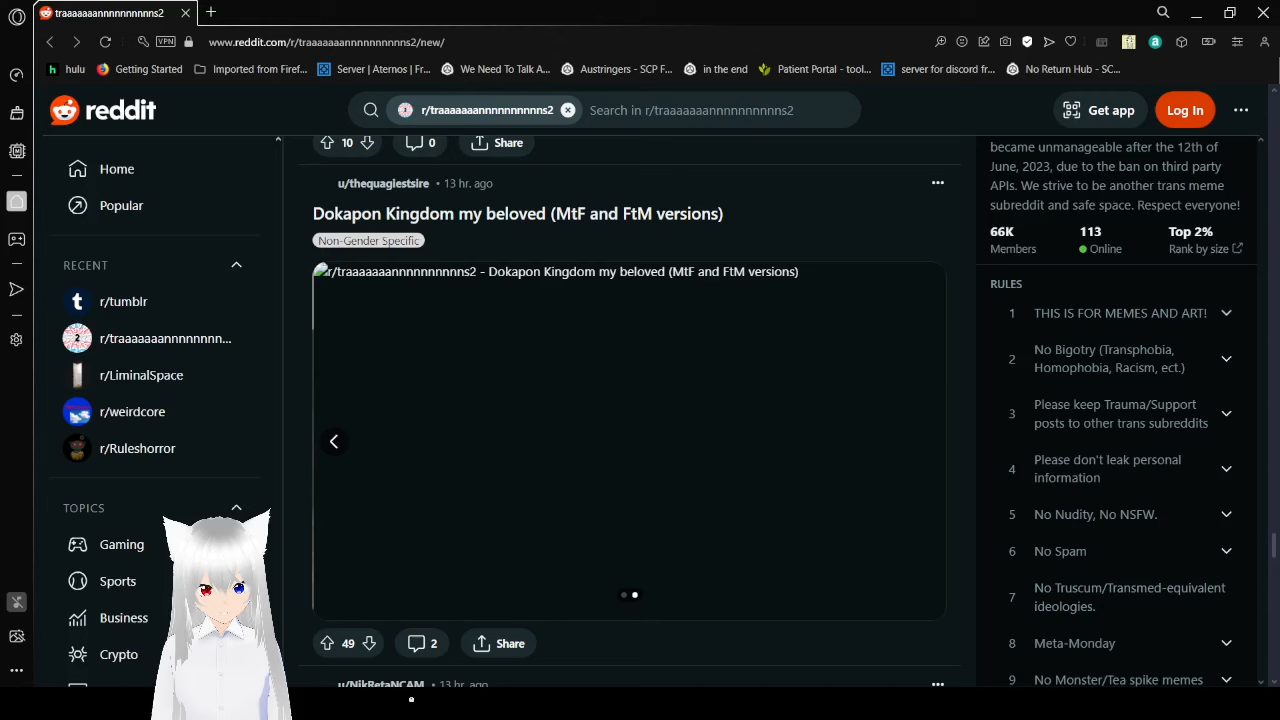 traaaaaaannnnnnnnnns2
VPN
www.reddit.com/r/traaaaaaannnnnnnnnns2/new/
hulu
Getting Started
Imported from Firef...
Server | Aternos | Fr...
We Need To Talk A...
Austringers - SCP F...
in the end
Patient Portal - tool...
server for discord fr...
No Return Hub - SC...
reddit
r/traaaaaaannnnnnnnnns2
Search in r/traaaaaaannnnnnnnnns2
Get app
Log In
Home
Popular
RECENT
r/tumblr
r/traaaaaaannnnnnn...
r/LiminalSpace
r/weirdcore
r/Ruleshorror
TOPICS
Gaming
Sports
Business
Crypto
10
0
Share
u/thequagiestsire • 13 hr. ago
Dokapon Kingdom my beloved (MtF and FtM versions)
Non-Gender Specific
r/traaaaaaannnnnnnnnns2 - Dokapon Kingdom my beloved (MtF and FtM versions)
49
2
Share
u/NikRetaNCAM 13 hr. ago
became unmanageable after the 12th of
June, 2023, due to the ban on third party
APIs. We strive to be another trans meme
subreddit and safe space. Respect everyone!
66K
113
Top 2%
Members
Online
Rank by size
RULES
1 THIS IS FOR MEMES AND ART!
2 No Bigotry (Transphobia,
Homophobia, Racism, ect.)
3 Please keep Trauma/Support
posts to other trans subreddits
4 Please don't leak personal
information
5 No Nudity, No NSFW.
6 No Spam
7 No Truscum/Transmed-equivalent
ideologies.
8 Meta-Monday
9 No Monster/Tea spike memes